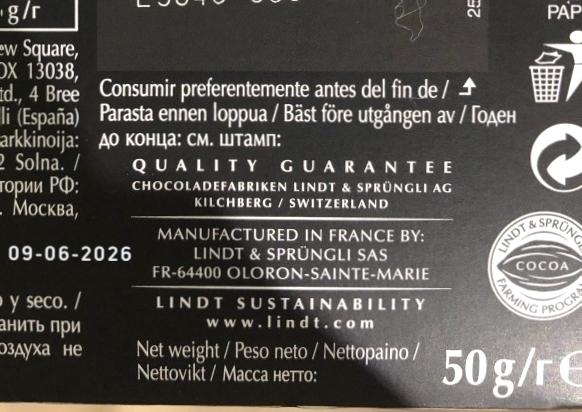 g/r
ew Square,
OX 13038,
td., 4 Bree
lli (España)
arkkinoija:
2 Solna. /
тории РФ:
. Москва,
09-06-2026
o y seco. /
анить при
оздуха не
25
PAP
Consumir preferentemente antes del fin de /
Parasta ennen loppua / Bäst före utgången av / Годен
до конца: см. штамп:
QUALITY GUARANTEE
CHOCOLADEFABRIKEN LINDT & SPRÜNGLI AG
KILCHBERG / SWITZERLAND
MANUFACTURED IN FRANCE BY:
LINDT & SPRÜNGLI SAS
FR-64400 OLORON-SAINTE-MARIE
LINDT SUSTAINABILITY
www.lindt.com
Net weight / Peso neto / Nettopaino /
Nettovikt / Масса нетто:
50 g/г e
LINDT & SPRÜNG
COCOA
FARMING PROGRA